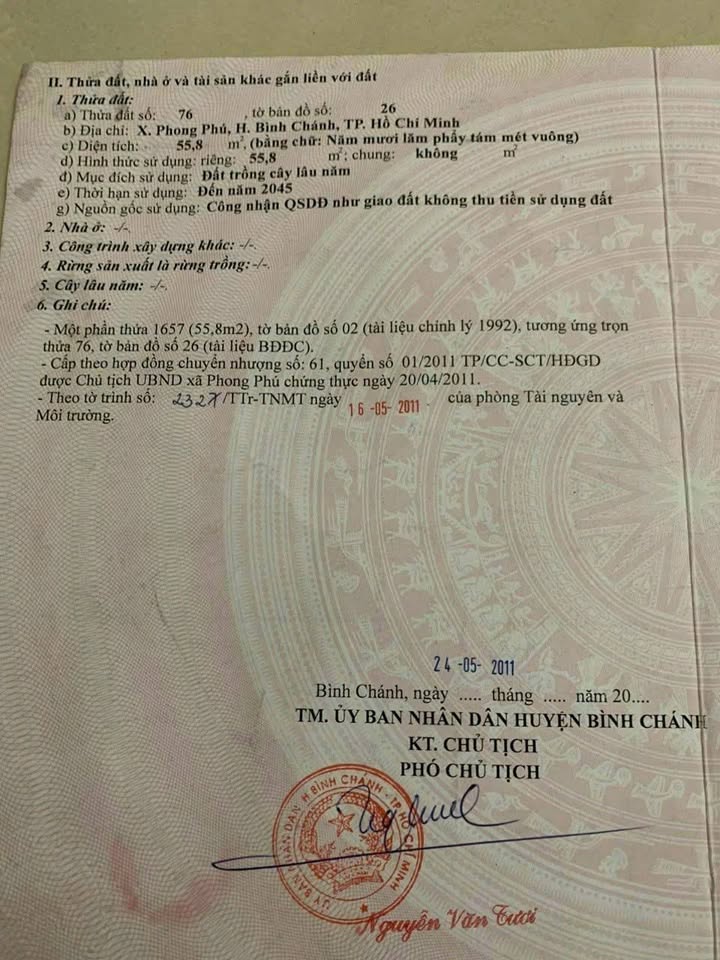 II. Thửa đất, nhà ở và tài sản khác gắn liền với đất
1. Thửa đất:
a) Thửa đất số: 76 , tờ bản đồ số: 26
b) Địa chỉ: X. Phong Phú, H. Bình Chánh, TP. Hồ Chí Minh
c) Diện tích: 55,8 m², (bằng chữ: Năm mươi lăm phẩy tám mét vuông)
d) Hình thức sử dụng: riêng: 55,8 m²; chung: không m²
đ) Mục đích sử dụng: Đất trồng cây lâu năm
e) Thời hạn sử dụng: Đến năm 2045
g) Nguồn gốc sử dụng: Công nhận QSDĐ như giao đất không thu tiền sử dụng đất
2. Nhà ở: -/-.
3. Công trình xây dựng khác: -/-.
4. Rừng sản xuất là rừng trồng: -/-.
5. Cây lâu năm: -/-.
6. Ghi chú:
- Một phần thửa 1657 (55,8m2), tờ bản đồ số 02 (tài liệu chỉnh lý 1992), tương ứng trọn
thửa 76, tờ bản đồ số 26 (tài liệu BĐĐC).
- Cấp theo hợp đồng chuyển nhượng số: 61, quyển số 01/2011 TP/CC-SCT/HĐGD
được Chủ tịch UBND xã Phong Phú chứng thực ngày 20/04/2011.
- Theo tờ trình số: 2327/TTr-TNMT ngày 16-05-2011. của phòng Tài nguyên và
Môi trường.
24-05-2011
Bình Chánh, ngày ..... tháng ..... năm 20....
TM. ỦY BAN NHÂN DÂN HUYỆN BÌNH CHÁNH
KT. CHỦ TỊCH
PHÓ CHỦ TỊCH
ỦY BAN NHÂN DÂN H.BÌNH CHÁNH - TP.HỒ CHÍ MINH
Nguyễn Văn Tươi